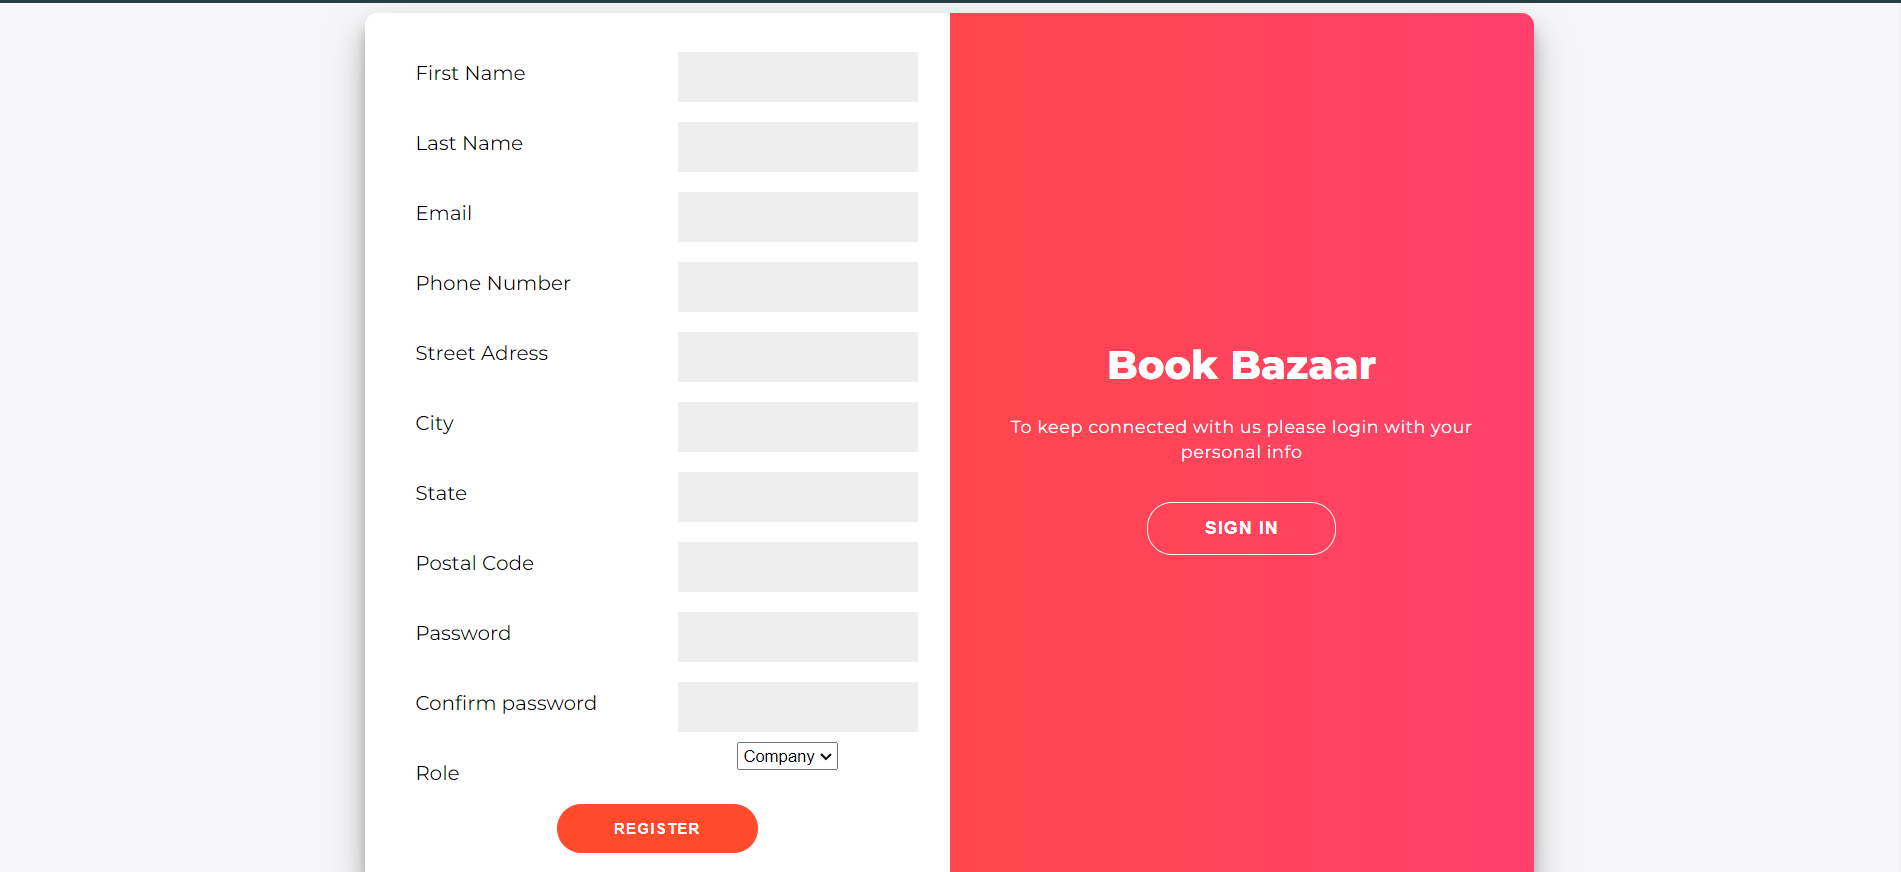 First Name
Last Name
Email
Phone Number
Street Adress
City
State
Postal Code
Password
Confirm password
Role
Company
REGISTER
Book Bazaar
To keep connected with us please login with your
personal info
SIGN IN